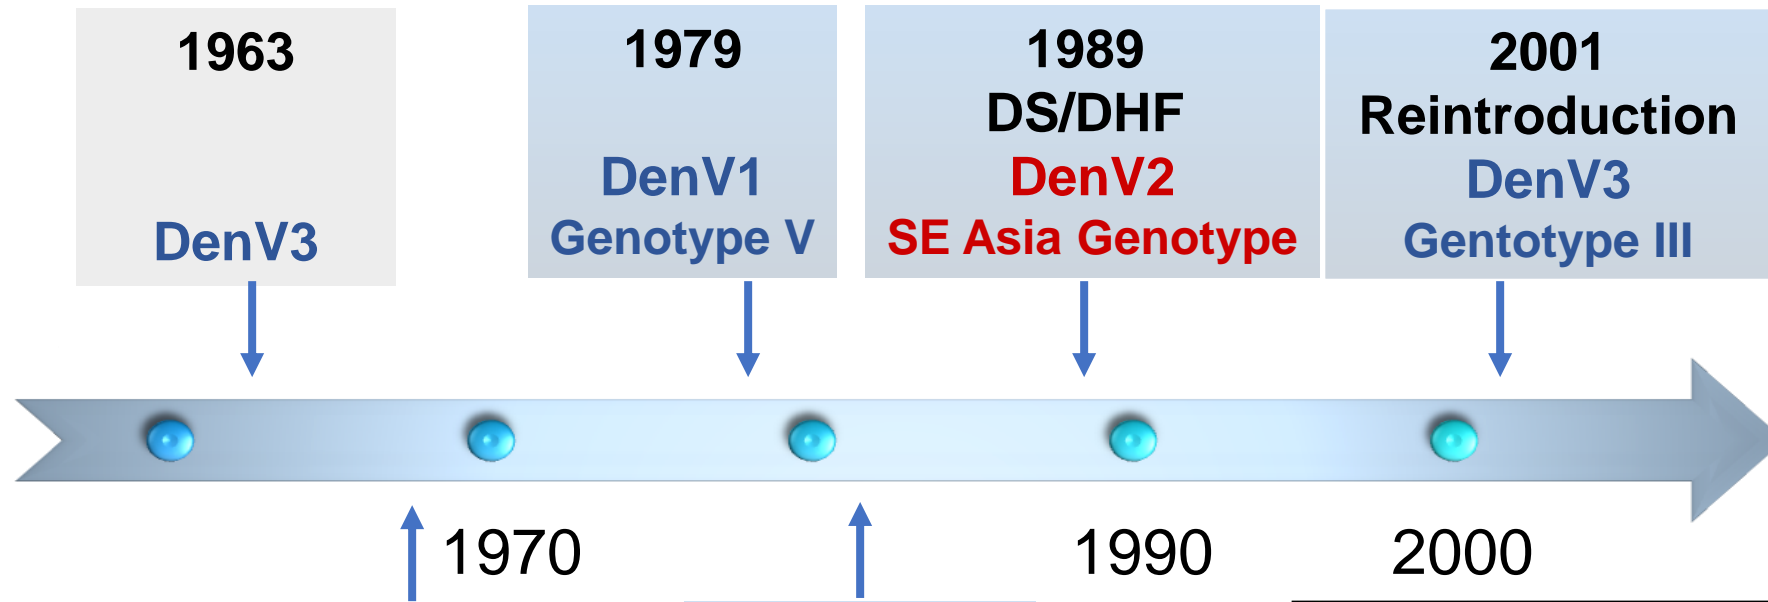 1963
DenV3
1979
DenV1
Genotype V
1989
DS/DHF
DenV2
SE Asia Genotype
2001
Reintroduction
DenV3
Gentotype III
1970
1990
2000